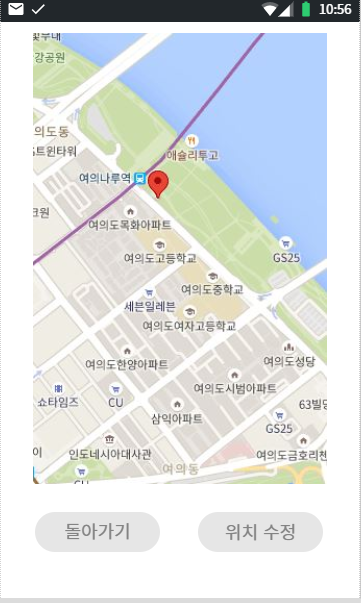 10:56
강공원
의도동
트윈타워
애슐리투고
여의나루역
크원
여의도목화아파트
여의도고등학교
GS25
여의도중학교
세븐일레븐
여의도여자고등학교
여의도한양아파트
여의도성당
여의도시범아파트
쇼타임즈
CU
63빌딩
삼익아파트
GS25
이
인도네시아대사관
여의도금호리첸
여의동
CU
돌아가기
위치 수정